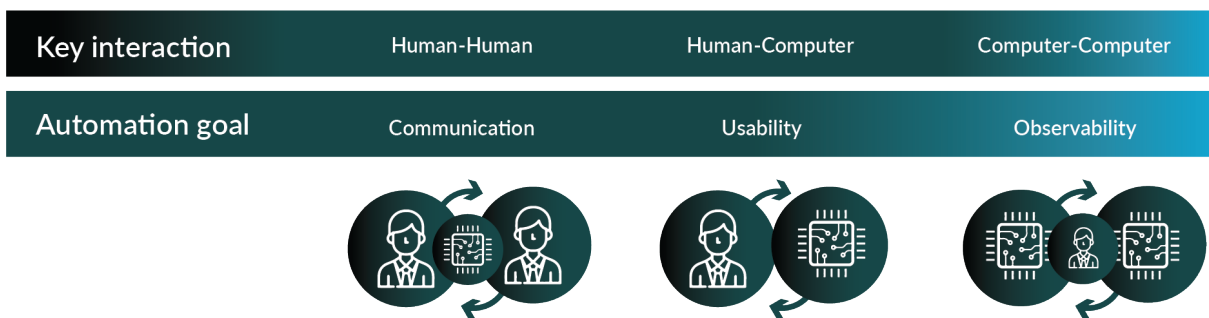 Key interaction Human-Human Human-Computer Computer-Computer
Automation goal Communication Usability Observability